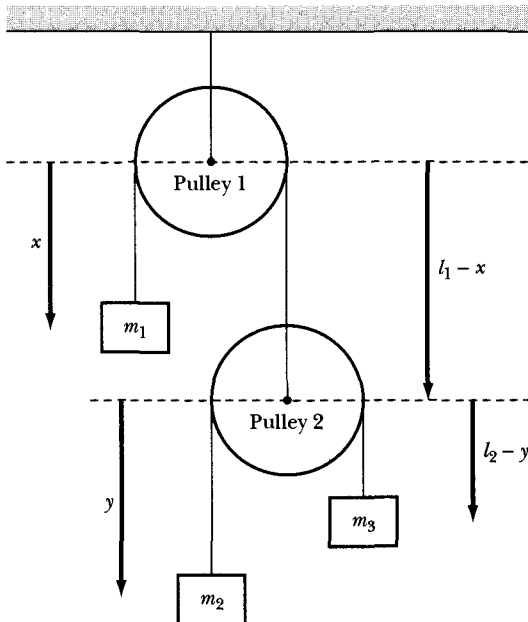 Pulley 1
x
l₁ − x
m₁
Pulley 2
l₂ − y
y
m₃
m₂